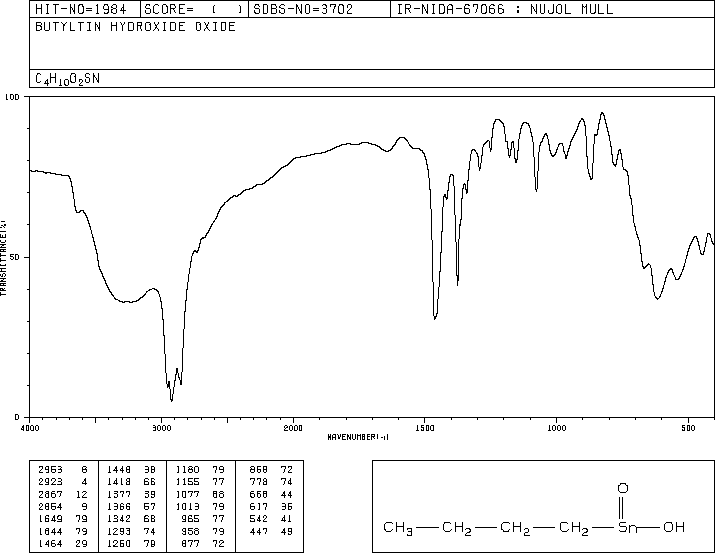 HIT-NO=1984 SCORE= ( ) SDBS-NO=3702 IR-NIDA-67066 : NUJOL MULL
BUTYLTIN HYDROXIDE OXIDE
C4H10O2SN
100
50
0
TRANSMITTANCE(%)
4000 3000 2000 1500 1000 500
WAVENUMBER(-1)
2953 6 1448 39 1180 79 868 72
2923 4 1418 66 1155 77 778 74
2867 12 1377 39 1077 68 668 44
2854 9 1366 67 1013 79 617 36
1649 79 1342 68 965 77 542 41
1644 79 1293 74 958 79 447 49
1464 29 1260 79 877 72
O
CH3 CH2 CH2 CH2 Sn OH